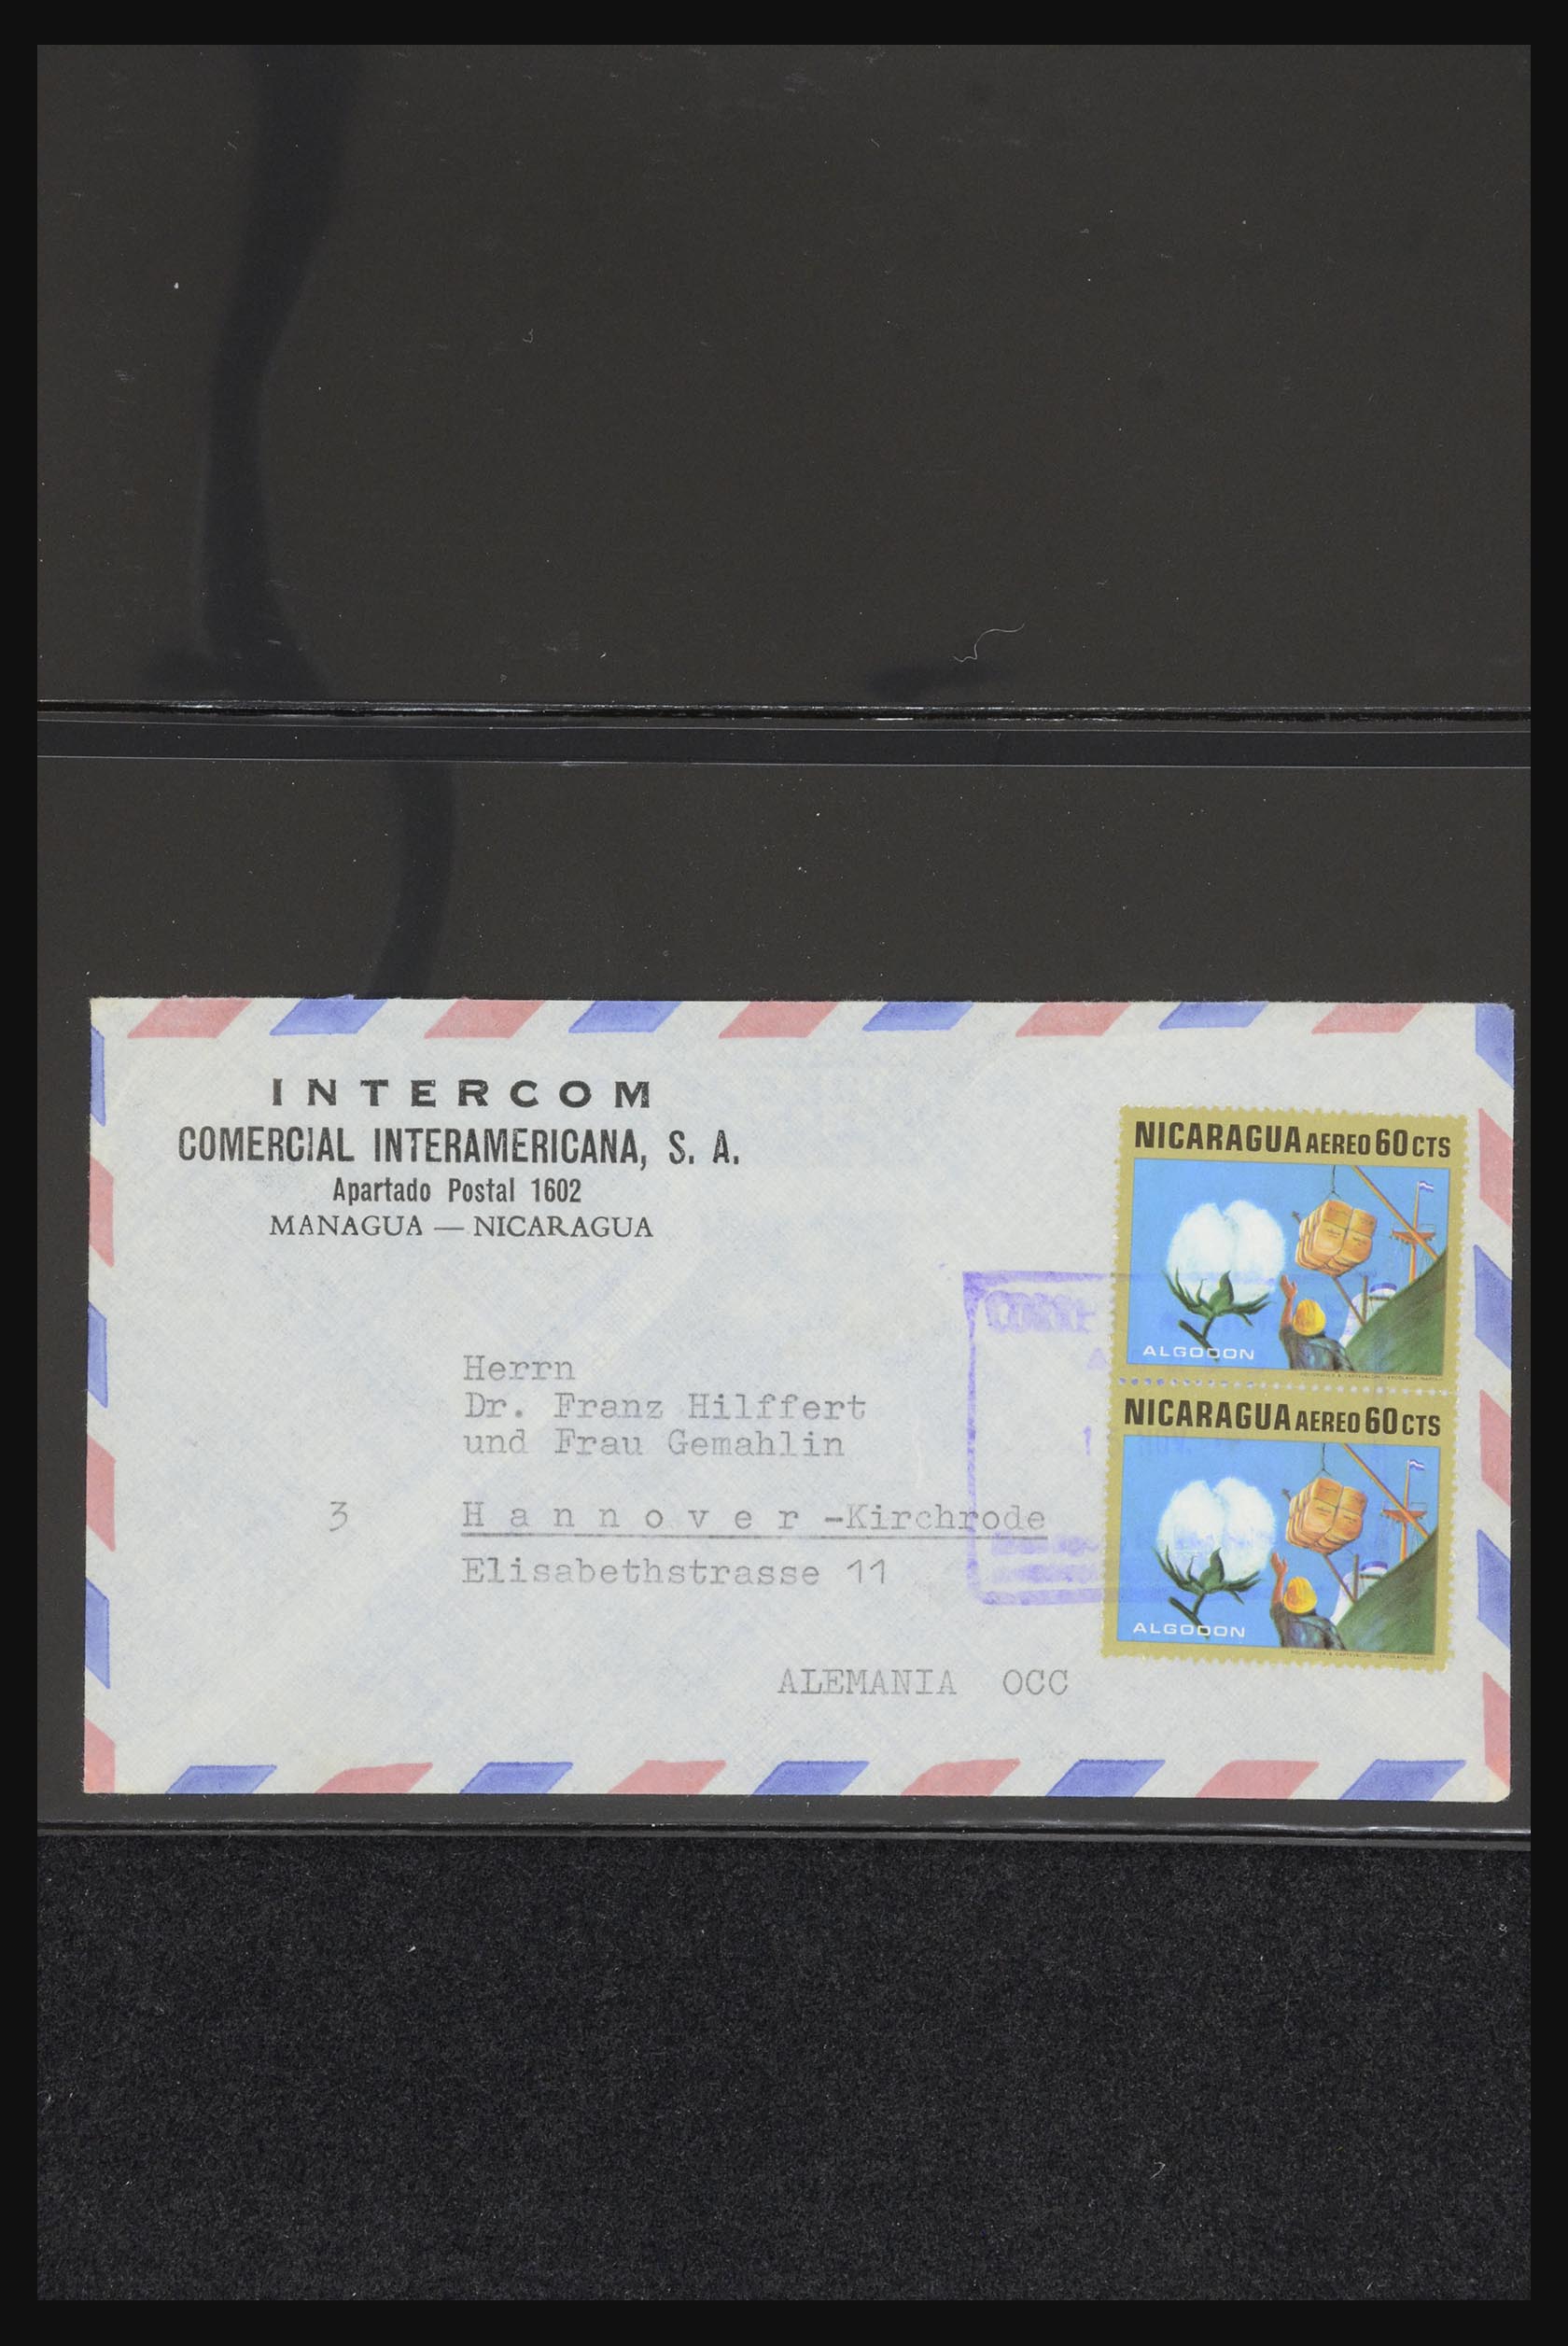 INTERCOM
COMERCIAL INTERAMERICANA, S. A.
Apartado Postal 1602
MANAGUA — NICARAGUA
NICARAGUA AEREO 60 CTS
ALGODON
NICARAGUA AEREO 60 CTS
ALGODON
Herrn
Dr. Franz Hilffert
und Frau Gemahlin
3 Hannover-Kirchrode
Elisabethstrasse 11
ALEMANIA OCC